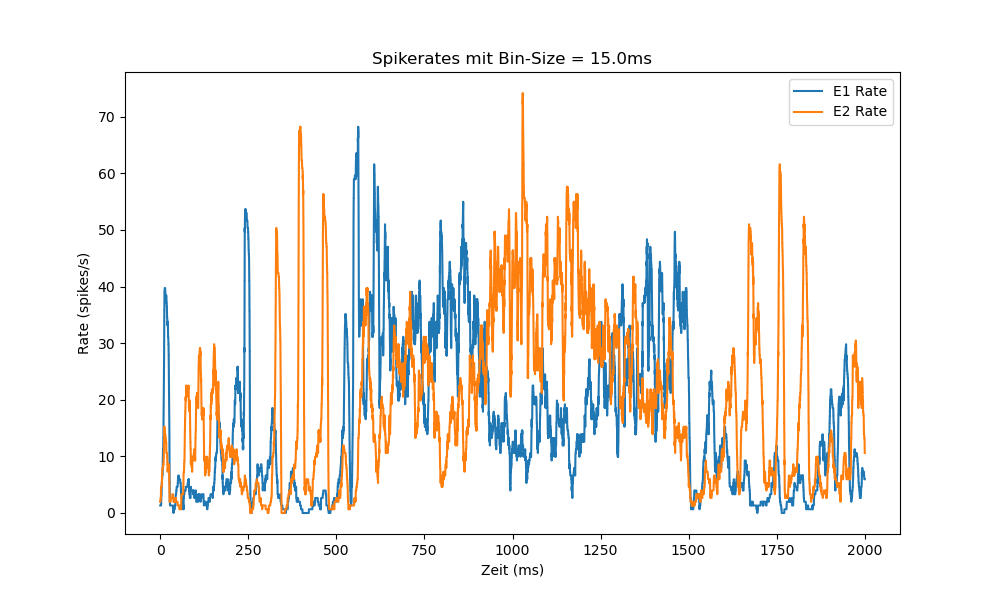 Spikerates mit Bin-Size = 15.0ms
E1 Rate
E2 Rate
70
60
50
40
30
20
10
0
Rate (spikes/s)
0 250 500 750 1000 1250 1500 1750 2000
Zeit (ms)